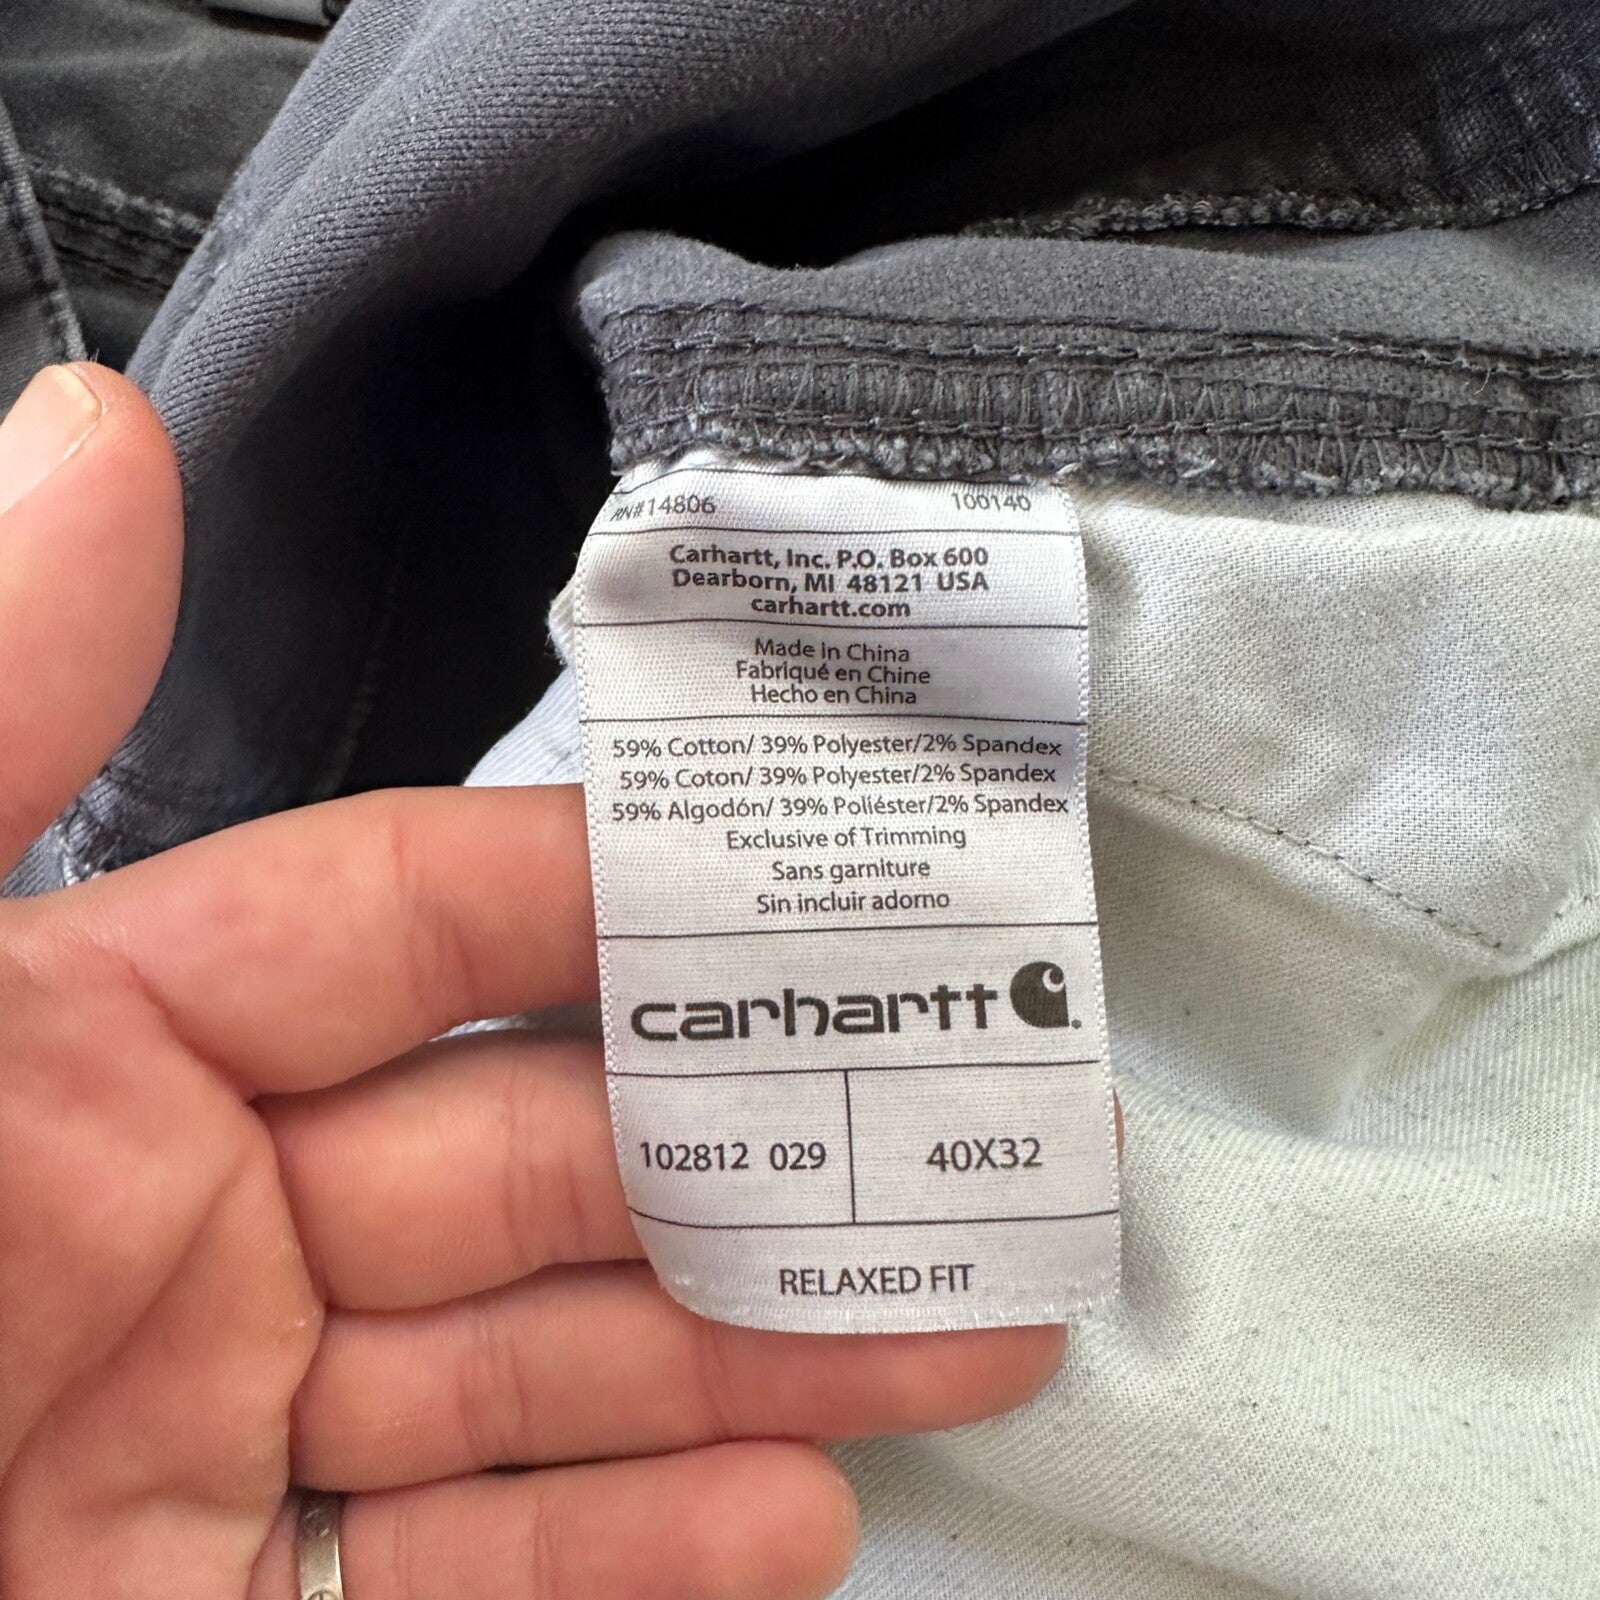 RN#14806 100140
Carhartt, Inc. P.O. Box 600
Dearborn, MI 48121 USA
carhartt.com
Made In China
Fabriqué en Chine
Hecho en China
59% Cotton/ 39% Polyester/2% Spandex
59% Coton/ 39% Polyester/2% Spandex
59% Algodón/ 39% Poliéster/2% Spandex
Exclusive of Trimming
Sans garniture
Sin incluir adorno
carhartt
102812 029 40X32
RELAXED FIT